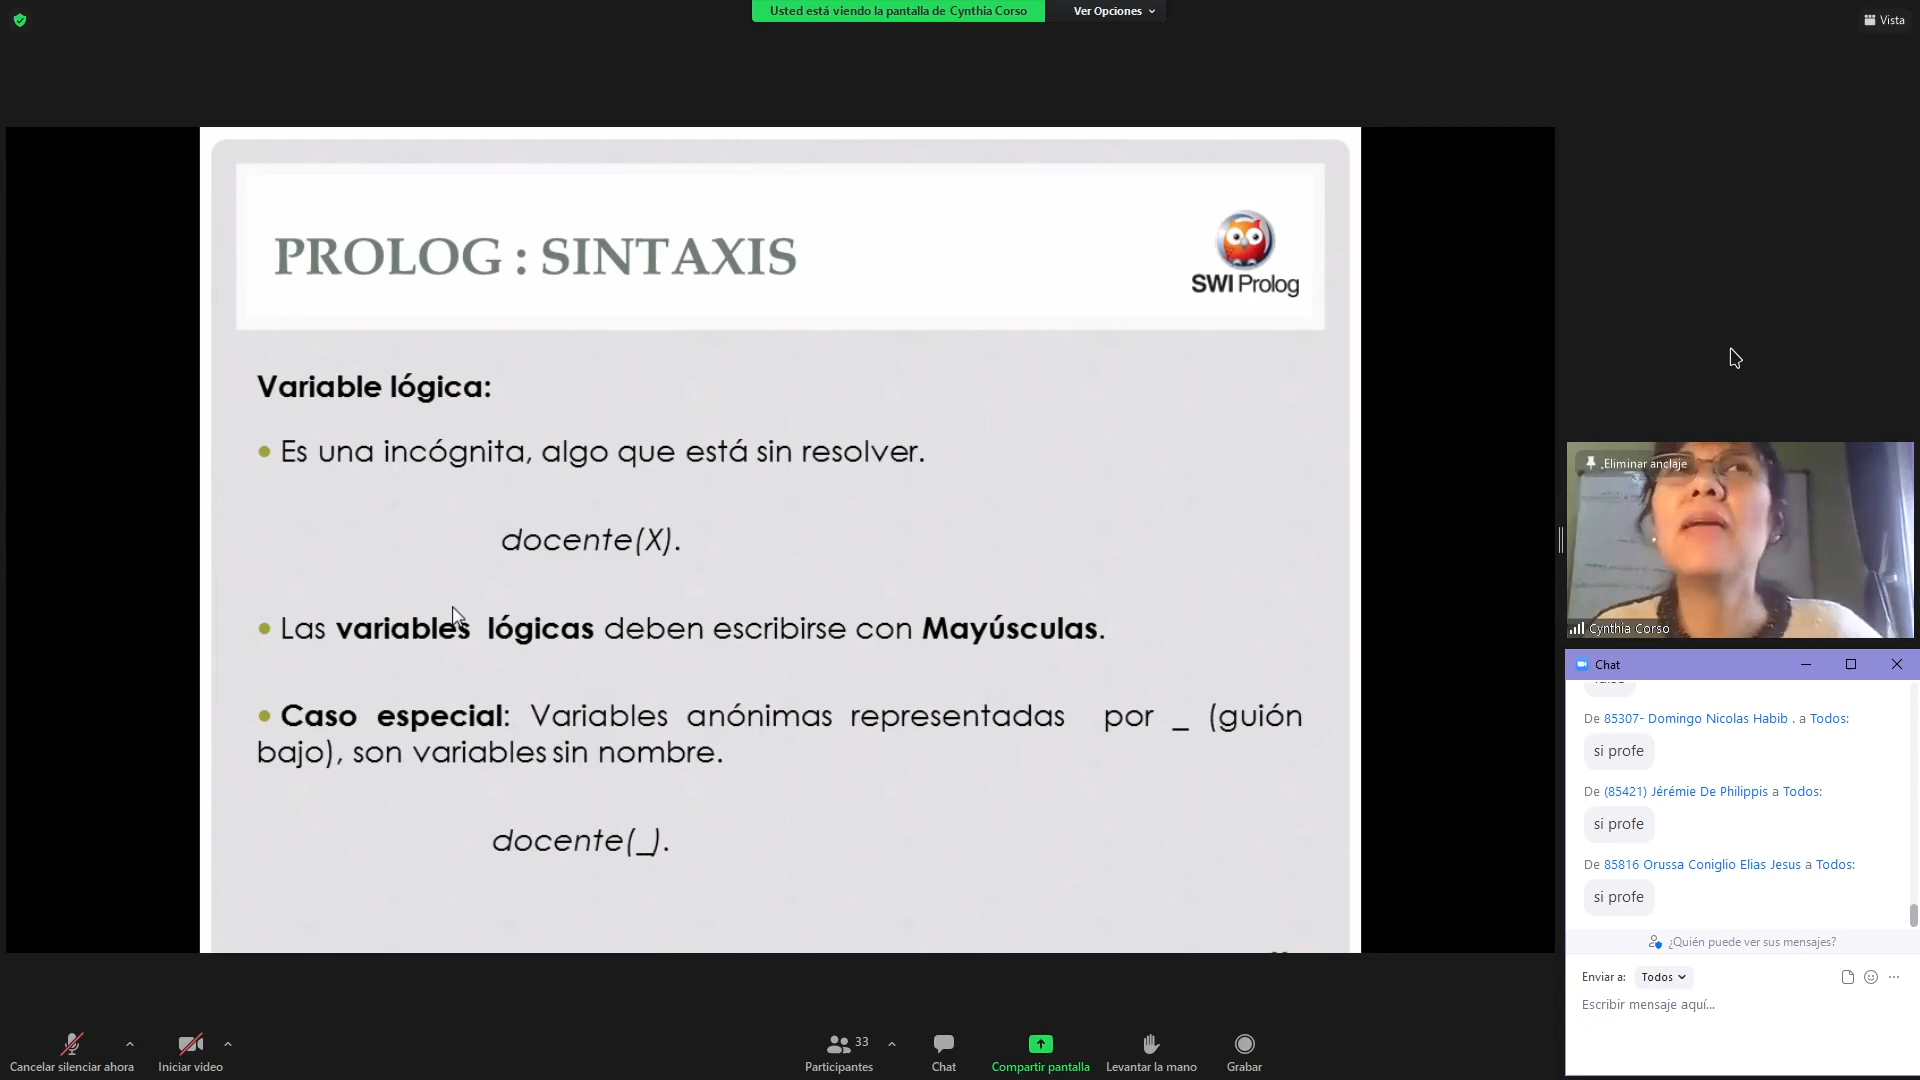 Usted está viendo la pantalla de Cynthia Corso
Ver Opciones
Vista
PROLOG : SINTAXIS
SWI Prolog
Variable lógica:
• Es una incógnita, algo que está sin resolver.
docente(X).
• Las variables lógicas deben escribirse con Mayúsculas.
• Caso especial: Variables anónimas representadas por _ (guión
bajo), son variables sin nombre.
docente(_).
Eliminar anclaje
Cynthia Corso
Chat
De 85307- Domingo Nicolas Habib . a Todos:
si profe
De (85421) Jérémie De Philippis a Todos:
si profe
De 85816 Orussa Coniglio Elias Jesus a Todos:
si profe
¿Quién puede ver sus mensajes?
Enviar a: Todos
Escribir mensaje aquí...
Cancelar silenciar ahora
Iniciar video
Participantes
33
Chat
Compartir pantalla
Levantar la mano
Grabar